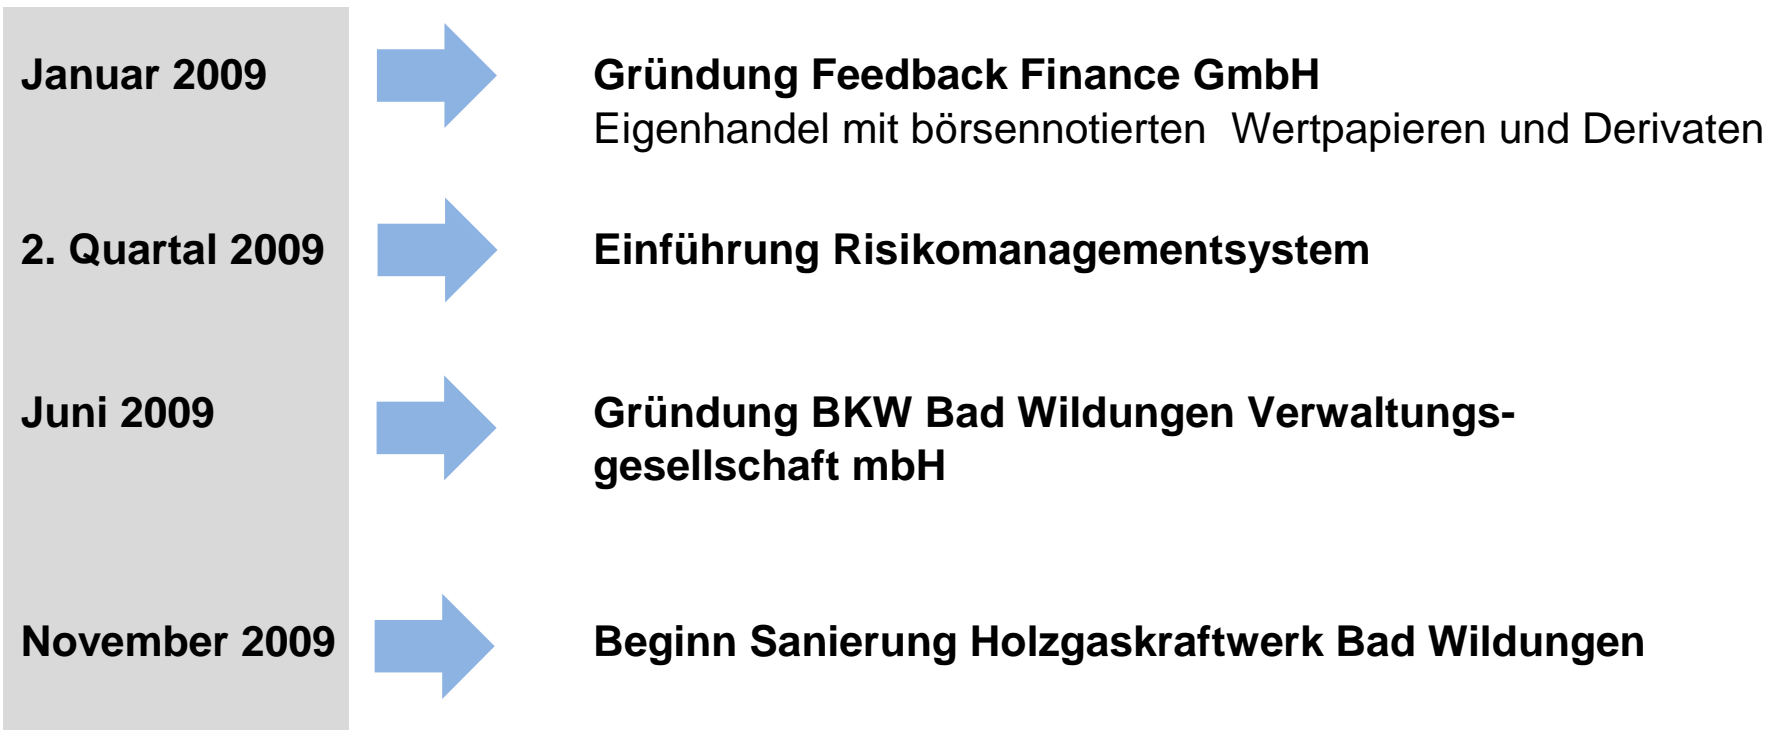 Januar 2009
Gründung Feedback Finance GmbH
Eigenhandel mit börsennotierten Wertpapieren und Derivaten
2. Quartal 2009
Einführung Risikomanagementsystem
Juni 2009
Gründung BKW Bad Wildungen Verwaltungs-
gesellschaft mbH
November 2009
Beginn Sanierung Holzgaskraftwerk Bad Wildungen